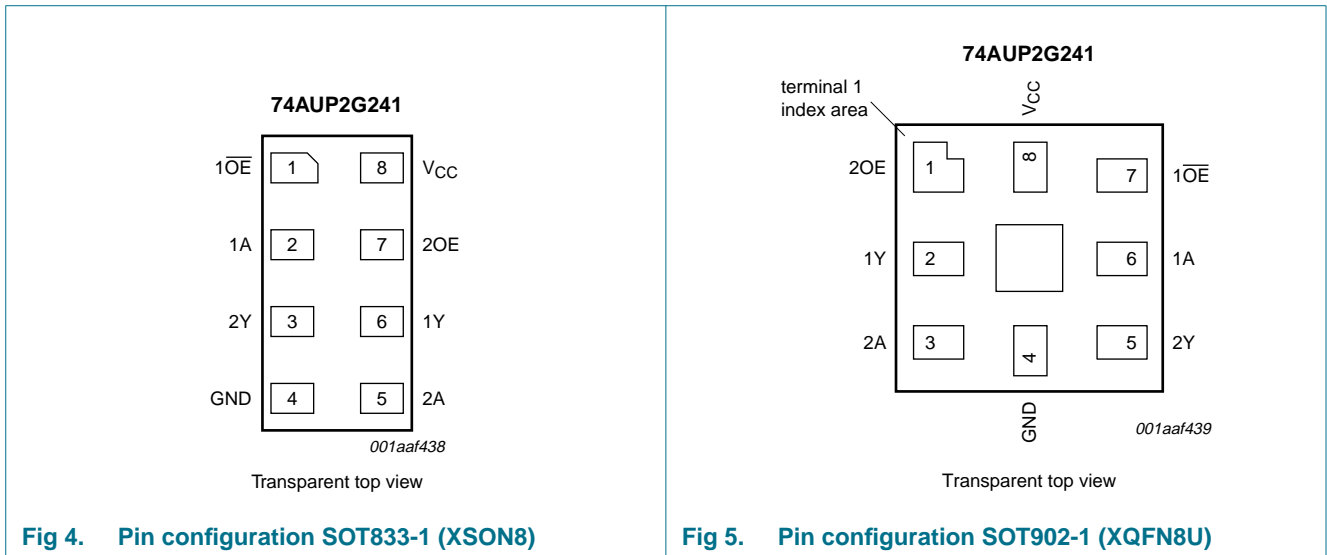 74AUP2G241
1O̅E̅ 1 8 VCC
1A 2 7 2OE
2Y 3 6 1Y
GND 4 5 2A
001aaf438
Transparent top view
Fig 4. Pin configuration SOT833-1 (XSON8)
74AUP2G241
terminal 1
index area
VCC
2OE 1 8 7 1O̅E̅
1Y 2 6 1A
2A 3 4 5 2Y
GND
001aaf439
Transparent top view
Fig 5. Pin configuration SOT902-1 (XQFN8U)